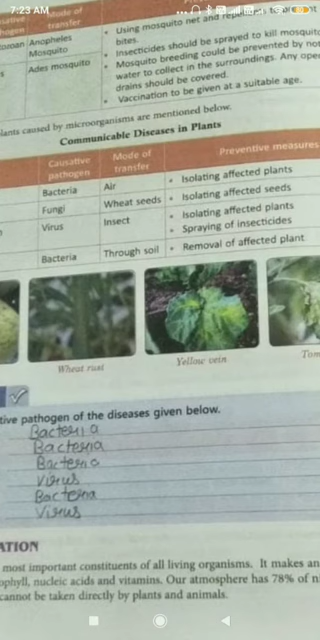 7:23 AM
Mode of
transfer
Anopheles
Mosquito
Ades mosquito
• Using mosquito net and
bites.
• Insecticides should be sprayed to kill mosquito
• Mosquito breeding could be prevented by not
water to collect in the surroundings. Any open
drains should be covered.
• Vaccination to be given at a suitable age.
lants caused by microorganisms are mentioned below.
Communicable Diseases in Plants
Causative
pathogen
Mode of
transfer
Preventive measures
Bacteria
Air
• Isolating affected plants
Fungi
Wheat seeds
• Isolating affected seeds
Virus
Insect
• Isolating affected plants
• Spraying of insecticides
Bacteria
Through soil
• Removal of affected plant
Wheat rust
Yellow vein
Tom
tive pathogen of the diseases given below.
Bacteria
Bacteria
Bacteria
Virus
Bacteria
Virus
ATION
most important constituents of all living organisms. It makes an
ophyll, nucleic acids and vitamins. Our atmosphere has 78% of n
cannot be taken directly by plants and animals.